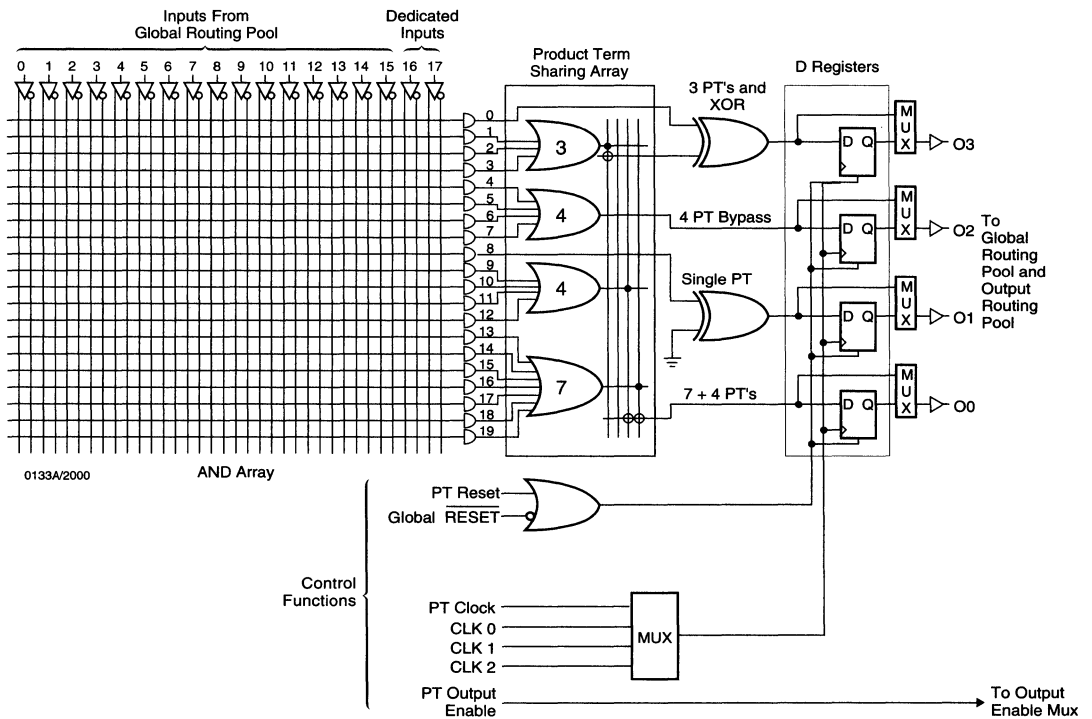 Inputs From
Global Routing Pool
Dedicated
Inputs
0 1 2 3 4 5 6 7 8 9 10 11 12 13 14 15 16 17
Product Term
Sharing Array
D Registers
3 PT's and
XOR
0
1
2
3
4
5
6
7
8
9
10
11
12
13
14
15
16
17
18
19
3
4
4
7
4 PT Bypass
Single PT
7 + 4 PT's
D Q
MUX
O3
D Q
MUX
O2
D Q
MUX
O1
D Q
MUX
O0
To
Global
Routing
Pool and
Output
Routing
Pool
0133A/2000
AND Array
PT Reset
Global RESET
Control
Functions
PT Clock
CLK 0
CLK 1
CLK 2
MUX
PT Output
Enable
To Output
Enable Mux